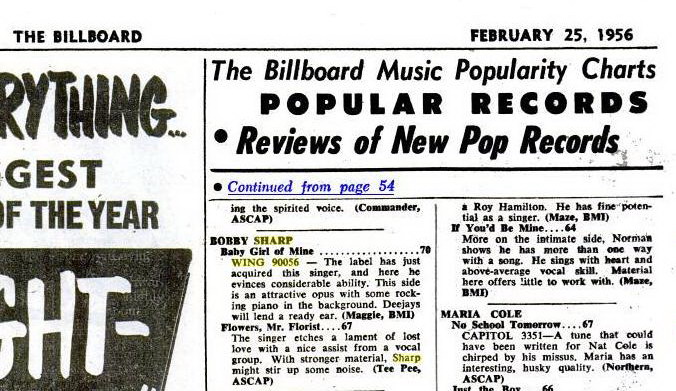 THE BILLBOARD
FEBRUARY 25, 1956
RYTHING...
GEST
OF THE YEAR
GHT-
The Billboard Music Popularity Charts
POPULAR RECORDS
• Reviews of New Pop Records
• Continued from page 54
ing the spirited voice. (Commander,
ASCAP)
BOBBY SHARP
Baby Girl of Mine ..................70
WING 90056 — The label has just
acquired this singer, and here he
evinces considerable ability. This side
is an attractive opus with some rock-
ing piano in the background. Deejays
will lend a ready ear. (Maggie, BMI)
Flowers, Mr. Florist....67
The singer etches a lament of lost
love with a nice assist from a vocal
group. With stronger material, Sharp
might stir up some noise. (Tee Pee,
ASCAP)
a Roy Hamilton. He has fine poten-
tial as a singer. (Maze, BMI)
If You'd Be Mine....64
More on the intimate side, Norman
shows he has more than one way
with a song. He sings with heart and
above-average vocal skill. Material
here offers little to work with. (Maze,
BMI)
MARIA COLE
No School Tomorrow....67
CAPITOL 3351—A tune that could
have been written for Nat Cole is
chirped by his missus. Maria has an
interesting, husky quality. (Northern,
ASCAP)
Just the Boy....66